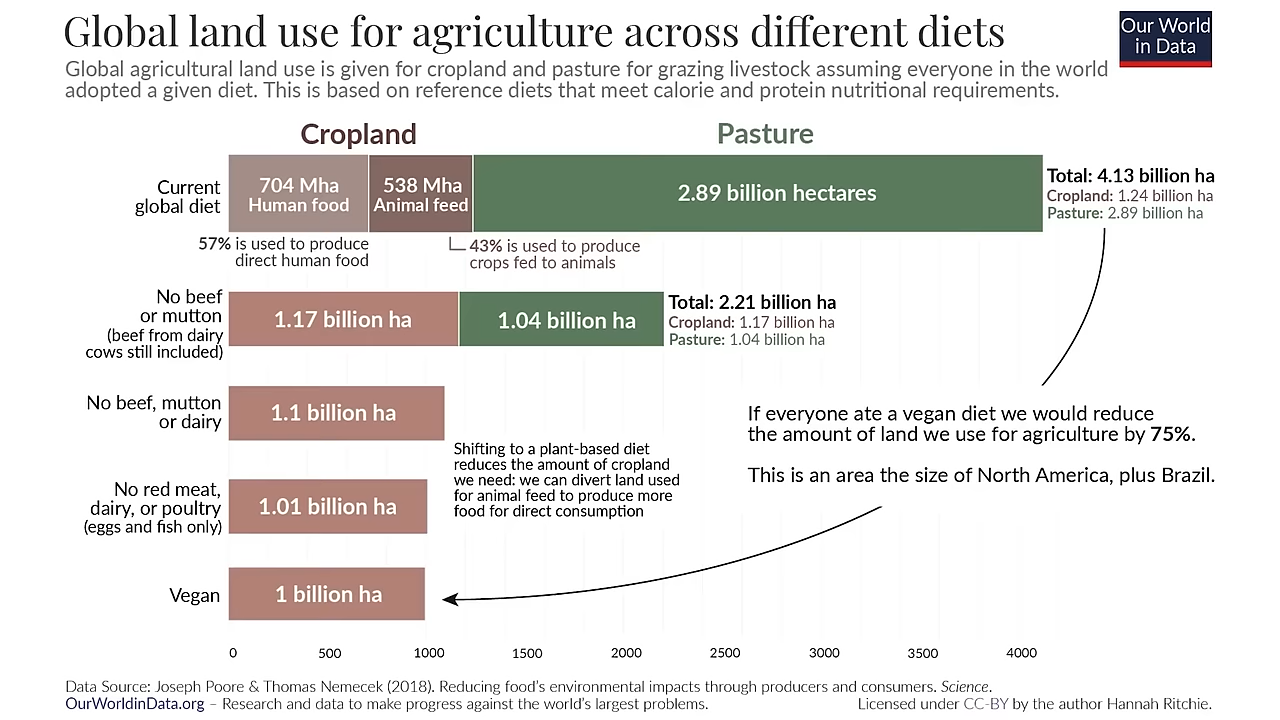 Global land use for agriculture across different diets
Our World
in Data
Global agricultural land use is given for cropland and pasture for grazing livestock assuming everyone in the world
adopted a given diet. This is based on reference diets that meet calorie and protein nutritional requirements.
Cropland
Pasture
Current
global diet
704 Mha
Human food
538 Mha
Animal feed
2.89 billion hectares
Total: 4.13 billion ha
Cropland: 1.24 billion ha
Pasture: 2.89 billion ha
57% is used to produce
direct human food
43% is used to produce
crops fed to animals
No beef
or mutton
(beef from dairy
cows still included)
1.17 billion ha
1.04 billion ha
Total: 2.21 billion ha
Cropland: 1.17 billion ha
Pasture: 1.04 billion ha
No beef, mutton
or dairy
1.1 billion ha
If everyone ate a vegan diet we would reduce
the amount of land we use for agriculture by 75%.
This is an area the size of North America, plus Brazil.
Shifting to a plant-based diet
reduces the amount of cropland
we need: we can divert land used
for animal feed to produce more
food for direct consumption
No red meat,
dairy, or poultry
(eggs and fish only)
1.01 billion ha
Vegan
1 billion ha
0 500 1000 1500 2000 2500 3000 3500 4000
Data Source: Joseph Poore & Thomas Nemecek (2018). Reducing food's environmental impacts through producers and consumers. Science.
OurWorldinData.org – Research and data to make progress against the world's largest problems.
Licensed under CC-BY by the author Hannah Ritchie.